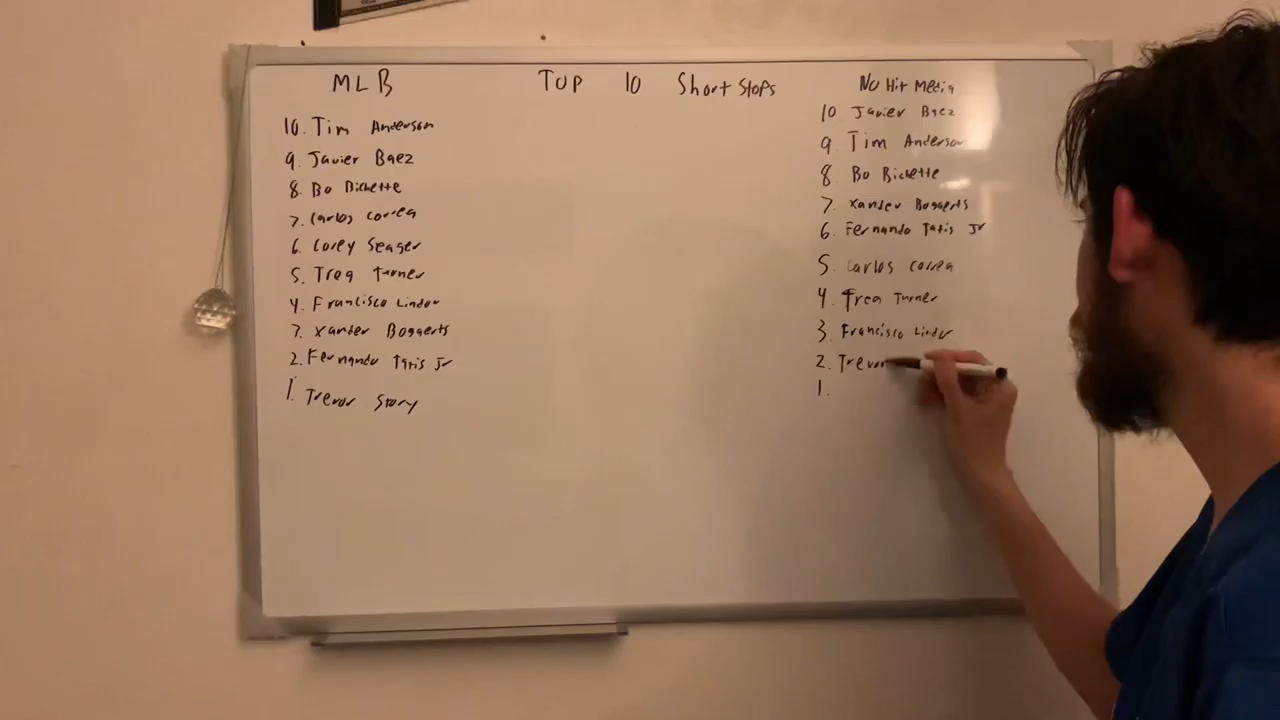 MLB TOP 10 Short Stops No Hit Media
10. Tim Anderson
9. Javier Baez
8. Bo Bichette
7. Carlos Correa
6. Corey Seager
5. Trea Turner
4. Francisco Lindor
3. Xander Boggerts
2. Fernando Tatis Jr
1. Trevor Story
10 Javier Baez
9. Tim Anderson
8 Bo Bichette
7. Xander Boggerts
6. Fernando Tatis Jr
5. Carlos Correa
4. Trea Turner
3. Francisco Lindor
2. Trevor
1.